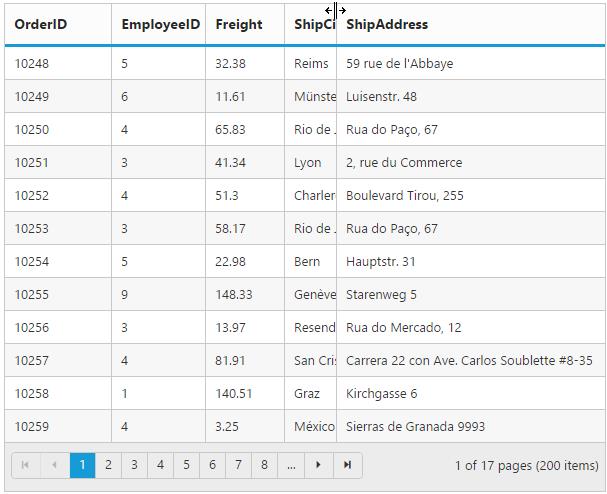 OrderID EmployeeID Freight ShipCi ShipAddress
10248 5 32.38 Reims 59 rue de l'Abbaye
10249 6 11.61 Münste Luisenstr. 48
10250 4 65.83 Rio de Rua do Paço, 67
10251 3 41.34 Lyon 2, rue du Commerce
10252 4 51.3 Charler Boulevard Tirou, 255
10253 3 58.17 Rio de Rua do Paço, 67
10254 5 22.98 Bern Hauptstr. 31
10255 9 148.33 Genève Starenweg 5
10256 3 13.97 Resend Rua do Mercado, 12
10257 4 81.91 San Cris Carrera 22 con Ave. Carlos Soublette #8-35
10258 1 140.51 Graz Kirchgasse 6
10259 4 3.25 México Sierras de Granada 9993
1 2 3 4 5 6 7 8 ... 1 of 17 pages (200 items)